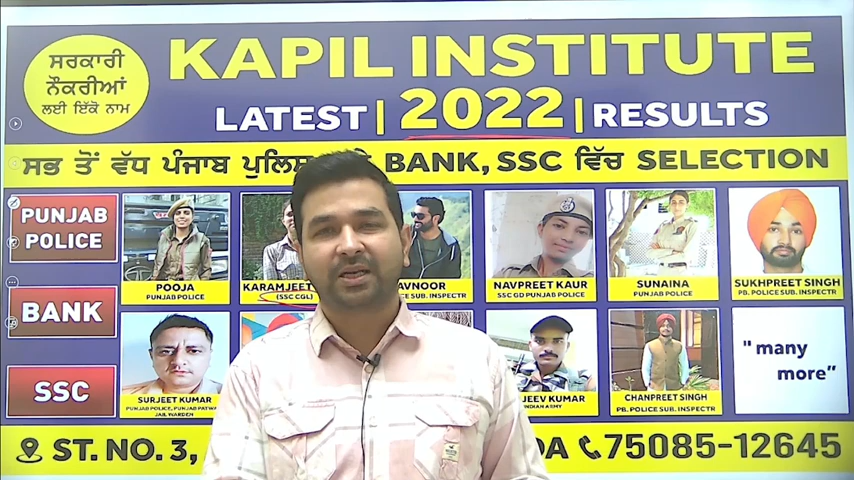 ਸਰਕਾਰੀ
ਨੌਕਰੀਆਂ
ਲਈ ਇੱਕੋ ਨਾਮ
KAPIL INSTITUTE
LATEST | 2022 | RESULTS
ਸਭ ਤੋਂ ਵੱਧ ਪੰਜਾਬ ਪੁਲਿਸ BANK, SSC ਵਿੱਚ SELECTION
PUNJAB
POLICE
BANK
SSC
POOJA
PUNJAB POLICE
KARAMJEET
(SSC CGL)
AVNOOR
POLICE SUB. INSPECTR
NAVPREET KAUR
SSC GD PUNJAB POLICE
SUNAINA
PUNJAB POLICE
SUKHPREET SINGH
PB. POLICE SUB. INSPECTR
SURJEET KUMAR
PUNJAB POLICE, PUNJAB PATWA
JAIL WARDEN
JEEV KUMAR
INDIAN ARMY
CHANPREET SINGH
PB. POLICE SUB. INSPECTR
"many
more"
ST. NO. 3,
DA 75085-12645